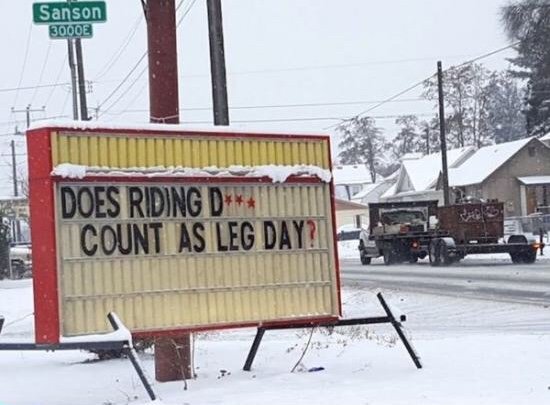 Sanson
3000E
DOES RIDING D***
COUNT AS LEG DAY?